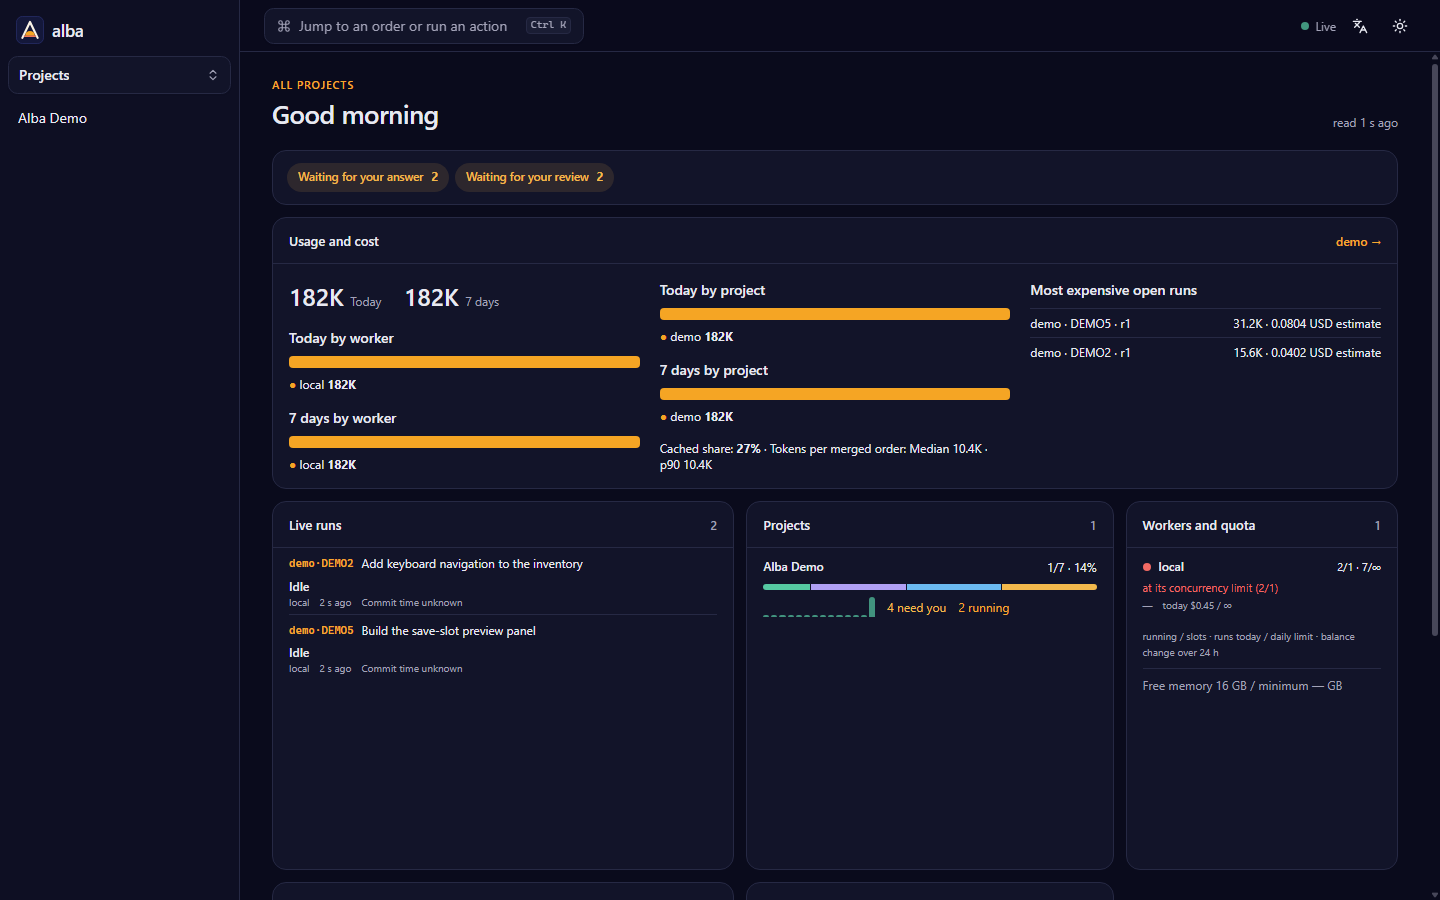 alba
Projects
Alba Demo
⌘ Jump to an order or run an action Ctrl K
Live
ALL PROJECTS
Good morning
read 1 s ago
Waiting for your answer 2
Waiting for your review 2
Usage and cost
demo →
182K Today
182K 7 days
Today by worker
local 182K
7 days by worker
local 182K
Today by project
demo 182K
7 days by project
demo 182K
Cached share: 27% · Tokens per merged order: Median 10.4K ·
p90 10.4K
Most expensive open runs
demo · DEMO5 · r1 31.2K · 0.0804 USD estimate
demo · DEMO2 · r1 15.6K · 0.0402 USD estimate
Live runs 2
demo·DEMO2 Add keyboard navigation to the inventory
Idle
local 2 s ago Commit time unknown
demo·DEMO5 Build the save-slot preview panel
Idle
local 2 s ago Commit time unknown
Projects 1
Alba Demo 1/7 · 14%
4 need you 2 running
Workers and quota 1
local 2/1 · 7/∞
at its concurrency limit (2/1)
— today $0.45 / ∞
running / slots · runs today / daily limit · balance
change over 24 h
Free memory 16 GB / minimum — GB